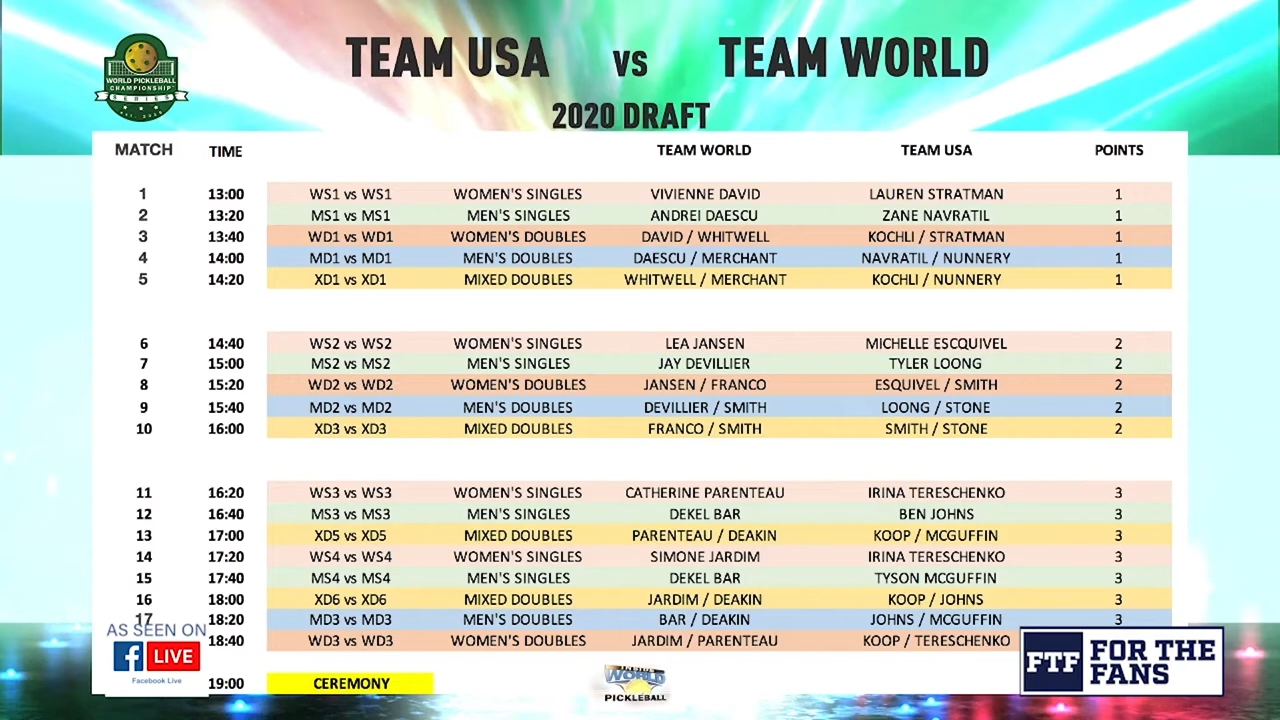 TEAM USA vs TEAM WORLD
2020 DRAFT
WORLD PICKLEBALL
CHAMPIONSHIP
SERIES
MATCH TIME TEAM WORLD TEAM USA POINTS
1 13:00 WS1 vs WS1 WOMEN'S SINGLES VIVIENNE DAVID LAUREN STRATMAN 1
2 13:20 MS1 vs MS1 MEN'S SINGLES ANDREI DAESCU ZANE NAVRATIL 1
3 13:40 WD1 vs WD1 WOMEN'S DOUBLES DAVID / WHITWELL KOCHLI / STRATMAN 1
4 14:00 MD1 vs MD1 MEN'S DOUBLES DAESCU / MERCHANT NAVRATIL / NUNNERY 1
5 14:20 XD1 vs XD1 MIXED DOUBLES WHITWELL / MERCHANT KOCHLI / NUNNERY 1
6 14:40 WS2 vs WS2 WOMEN'S SINGLES LEA JANSEN MICHELLE ESCQUIVEL 2
7 15:00 MS2 vs MS2 MEN'S SINGLES JAY DEVILLIER TYLER LOONG 2
8 15:20 WD2 vs WD2 WOMEN'S DOUBLES JANSEN / FRANCO ESQUIVEL / SMITH 2
9 15:40 MD2 vs MD2 MEN'S DOUBLES DEVILLIER / SMITH LOONG / STONE 2
10 16:00 XD3 vs XD3 MIXED DOUBLES FRANCO / SMITH SMITH / STONE 2
11 16:20 WS3 vs WS3 WOMEN'S SINGLES CATHERINE PARENTEAU IRINA TERESCHENKO 3
12 16:40 MS3 vs MS3 MEN'S SINGLES DEKEL BAR BEN JOHNS 3
13 17:00 XD5 vs XD5 MIXED DOUBLES PARENTEAU / DEAKIN KOOP / MCGUFFIN 3
14 17:20 WS4 vs WS4 WOMEN'S SINGLES SIMONE JARDIM IRINA TERESCHENKO 3
15 17:40 MS4 vs MS4 MEN'S SINGLES DEKEL BAR TYSON MCGUFFIN 3
16 18:00 XD6 vs XD6 MIXED DOUBLES JARDIM / DEAKIN KOOP / JOHNS 3
17 18:20 MD3 vs MD3 MEN'S DOUBLES BAR / DEAKIN JOHNS / MCGUFFIN 3
18:40 WD3 vs WD3 WOMEN'S DOUBLES JARDIM / PARENTEAU KOOP / TERESCHENKO
19:00 CEREMONY
AS SEEN ON
f LIVE
Facebook Live
INSIDE
WORLD
PICKLEBALL
FTF FOR THE
FANS